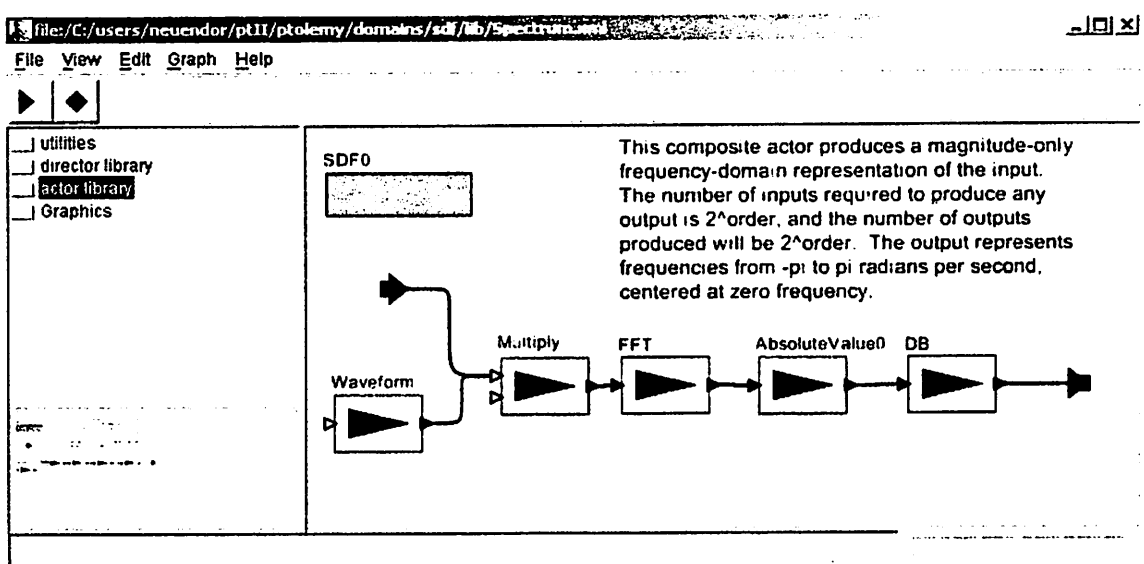 file:/C:/users/neuendor/ptII/ptolemy/domains/sdf/lib/Spectrum.xml
File View Edit Graph Help
utilities
director library
actor library
Graphics
SDF0
This composite actor produces a magnitude-only
frequency-domain representation of the input.
The number of inputs required to produce any
output is 2^order, and the number of outputs
produced will be 2^order. The output represents
frequencies from -pi to pi radians per second,
centered at zero frequency.
Multiply
FFT
AbsoluteValue0
DB
Waveform